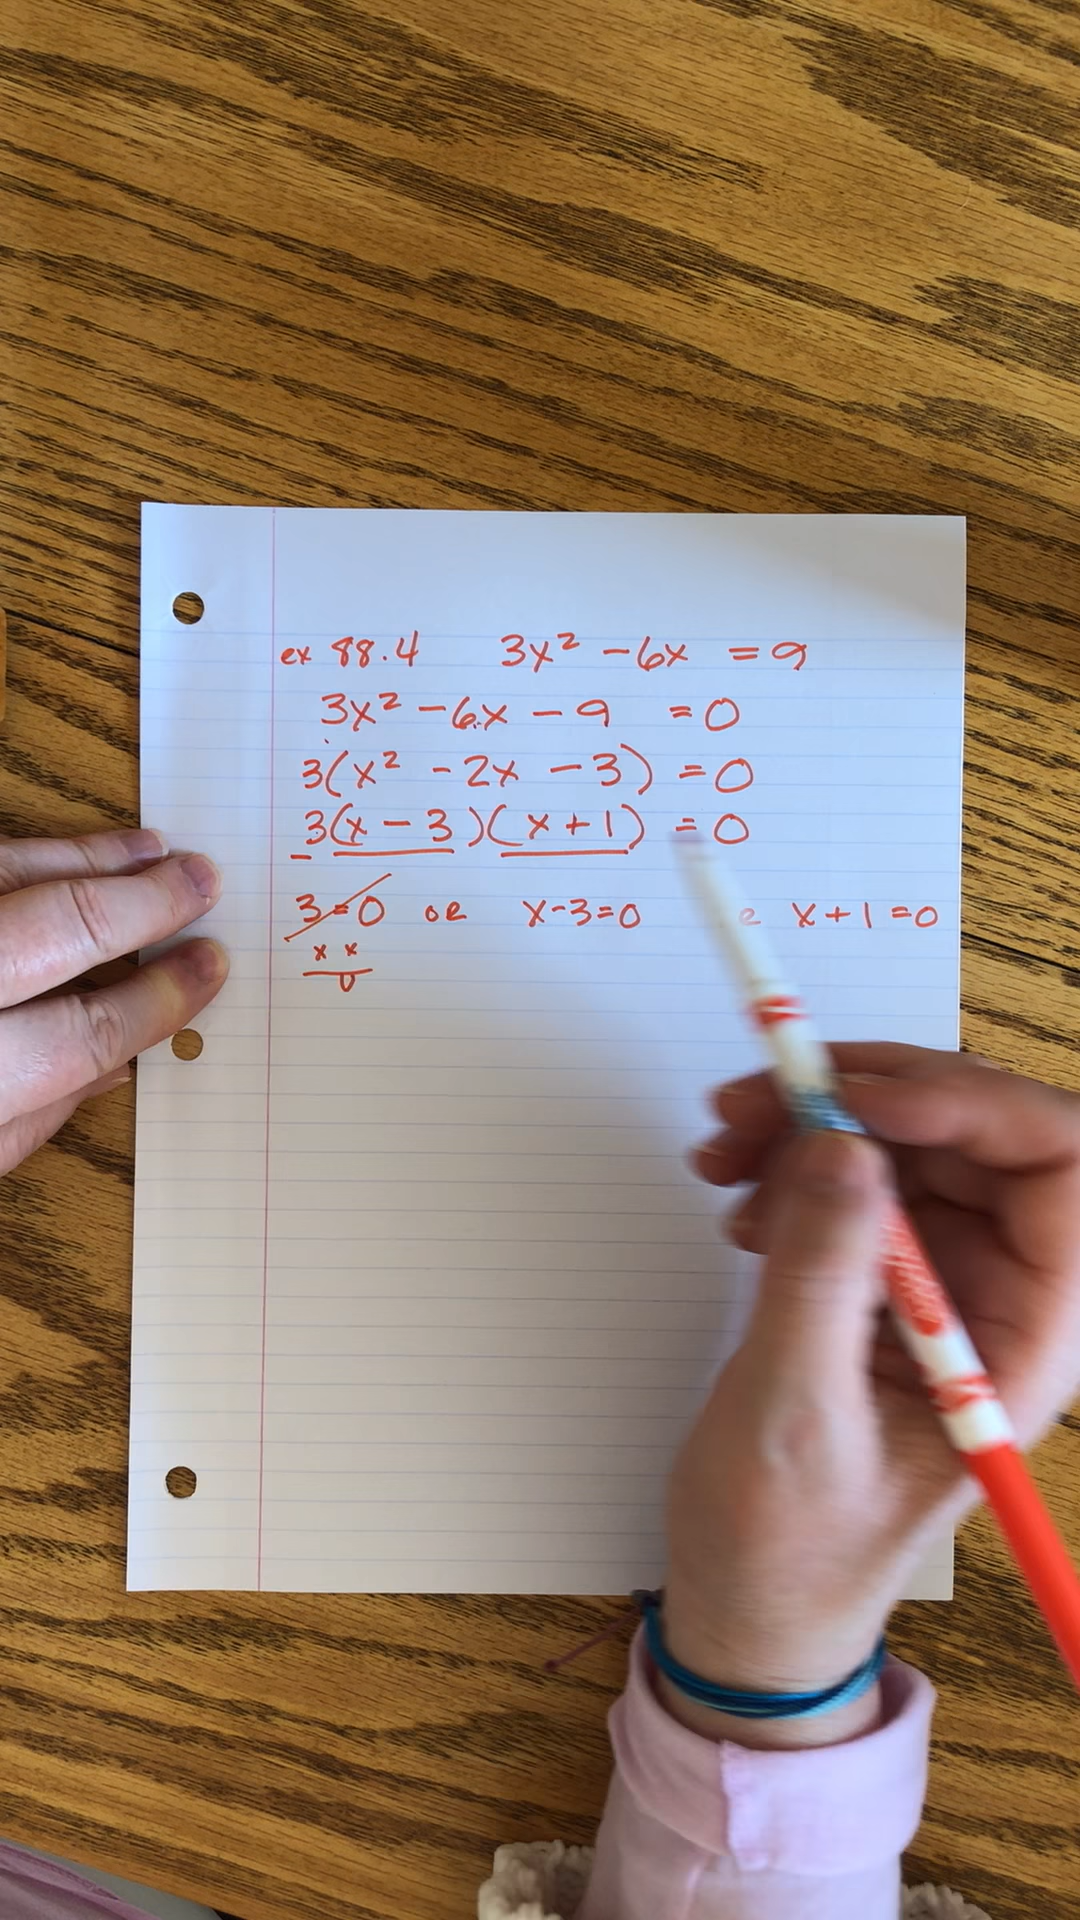 ex 88.4 3x² - 6x = 9
3x² - 6x - 9 = 0
3(x² - 2x - 3) = 0
3(x - 3)(x + 1) = 0
3=0 OR x-3=0 x+1=0
x x